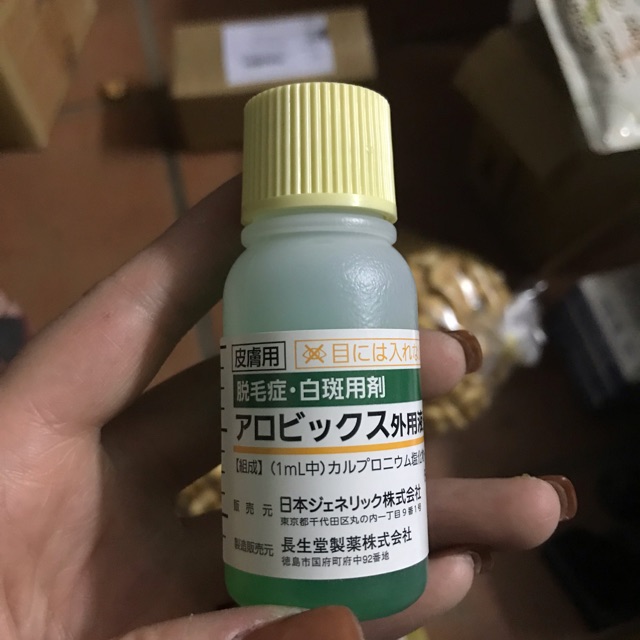 皮膚用
目には入れな
脱毛症・白斑用剤
アロビックス外用液
【組成】(1mL中)カルプロニウム塩化物
販売元 日本ジェネリック株式会社
東京都千代田区丸の内一丁目9番1号
製造販売元 長生堂製薬株式会社
徳島市国府町府中92番地